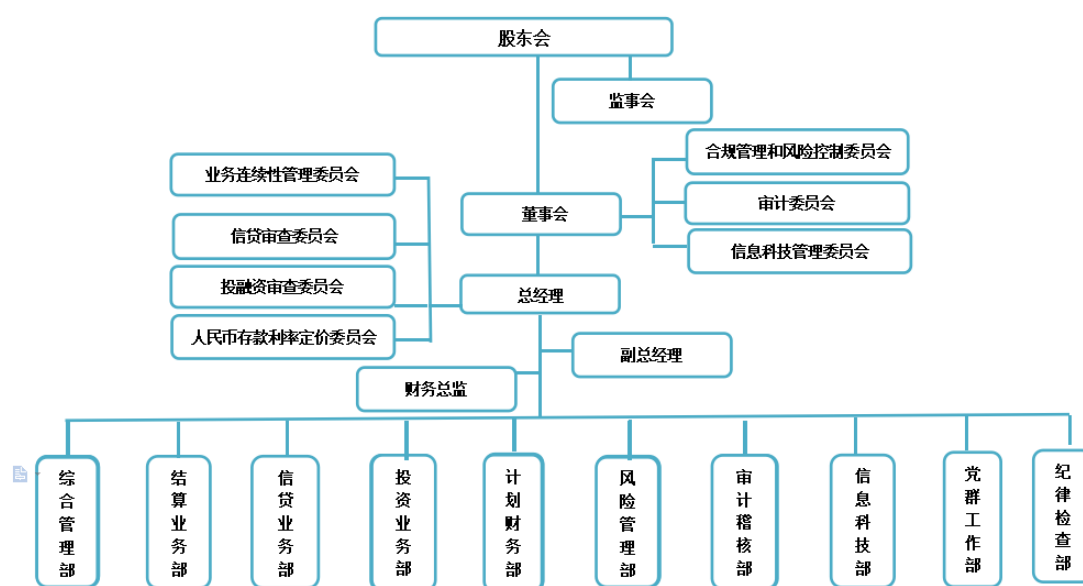 股东会
监事会
合规管理和风险控制委员会
业务连续性管理委员会
审计委员会
董事会
信贷审查委员会
信息科技管理委员会
投融资审查委员会
总经理
人民币存款利率定价委员会
副总经理
财务总监
综合管理部
结算业务部
信贷业务部
投资业务部
计划财务部
风险管理部
审计稽核部
信息科技部
党群工作部
纪律检查部